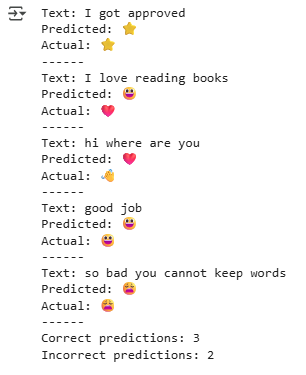 Text: I got approved
Predicted: ⭐
Actual: ⭐
------
Text: I love reading books
Predicted: 😃
Actual: ❤️
------
Text: hi where are you
Predicted: ❤️
Actual: 👋
------
Text: good job
Predicted: 😃
Actual: 😃
------
Text: so bad you cannot keep words
Predicted: 😩
Actual: 😩
------
Correct predictions: 3
Incorrect predictions: 2